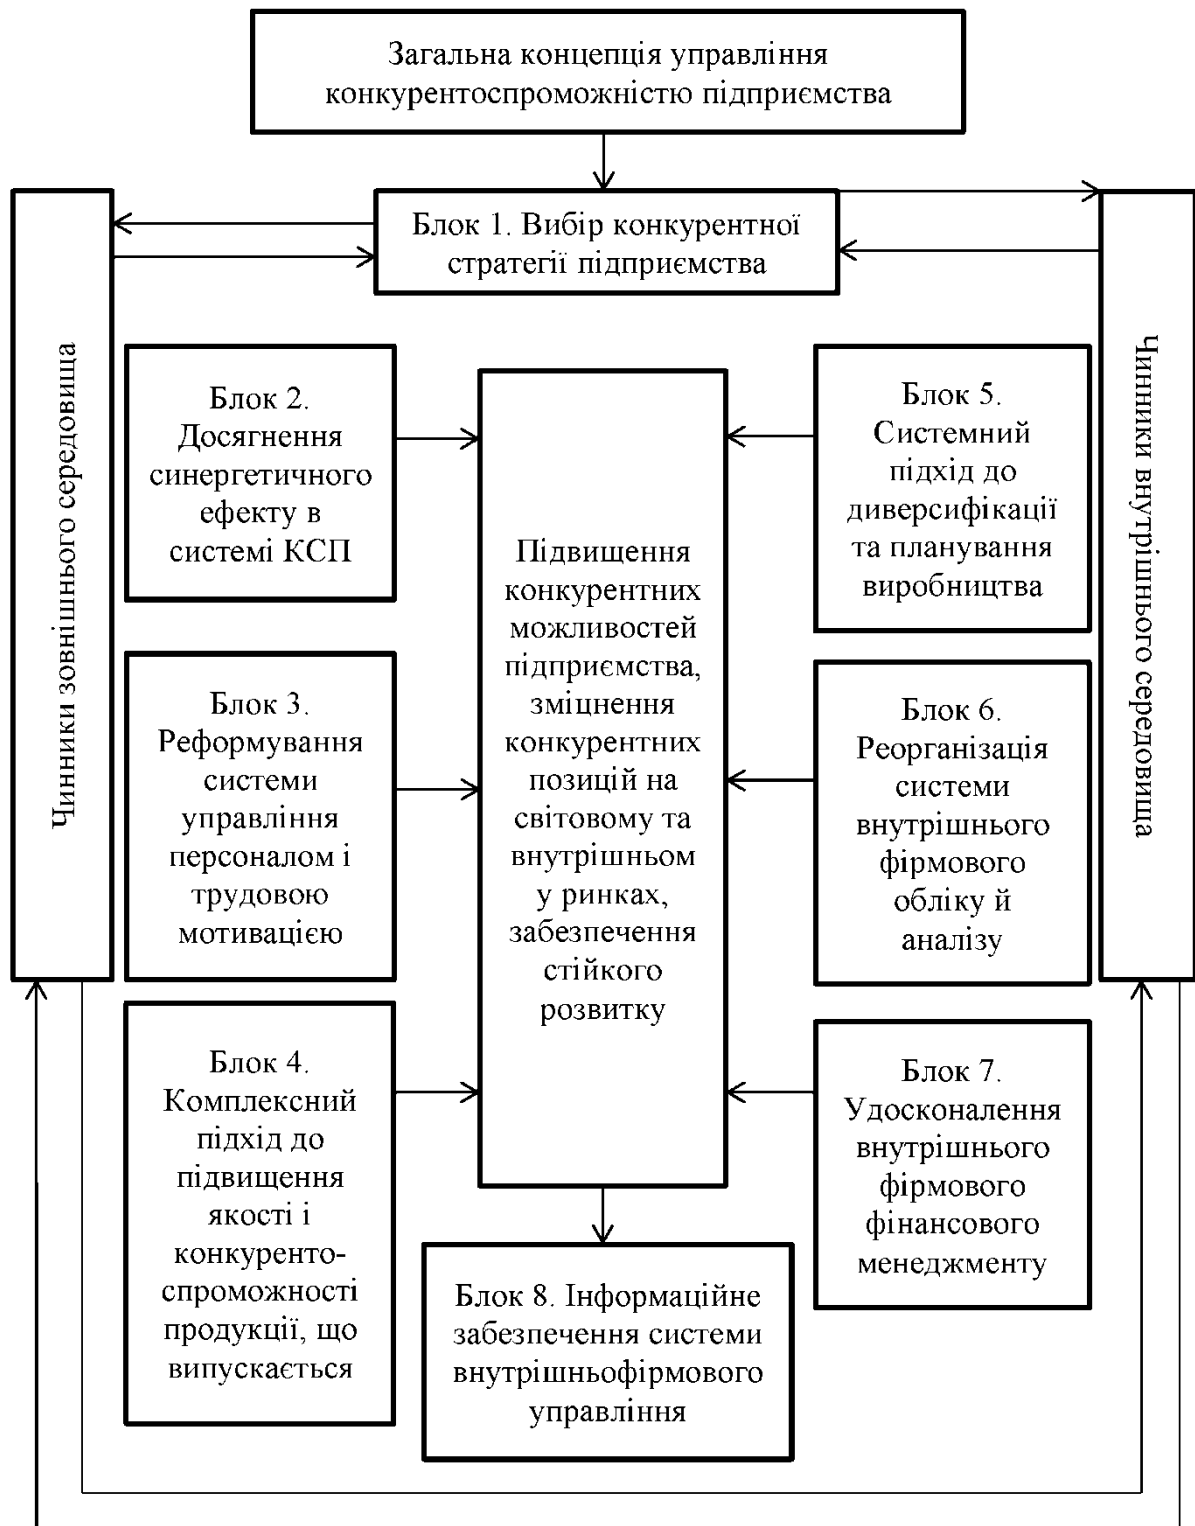 Загальна концепція управління
конкурентоспроможністю підприємства
Блок 1. Вибір конкурентної
стратегії підприємства
Чинники зовнішнього середовища
Блок 2.
Досягнення
синергетичного
ефекту в
системі КСП
Блок 3.
Реформування
системи
управління
персоналом і
трудовою
мотивацією
Блок 4.
Комплексний
підхід до
підвищення
якості і
конкуренто-
спроможності
продукції, що
випускається
Підвищення
конкурентних
можливостей
підприємства,
зміцнення
конкурентних
позицій на
світовому та
внутрішньом
у ринках,
забезпечення
стійкого
розвитку
Блок 5.
Системний
підхід до
диверсифікації
та планування
виробництва
Блок 6.
Реорганізація
системи
внутрішнього
фірмового
обліку й
аналізу
Блок 7.
Удосконалення
внутрішнього
фірмового
фінансового
менеджменту
Чинники внутрішнього середовища
Блок 8. Інформаційне
забезпечення системи
внутрішньофірмового
управління